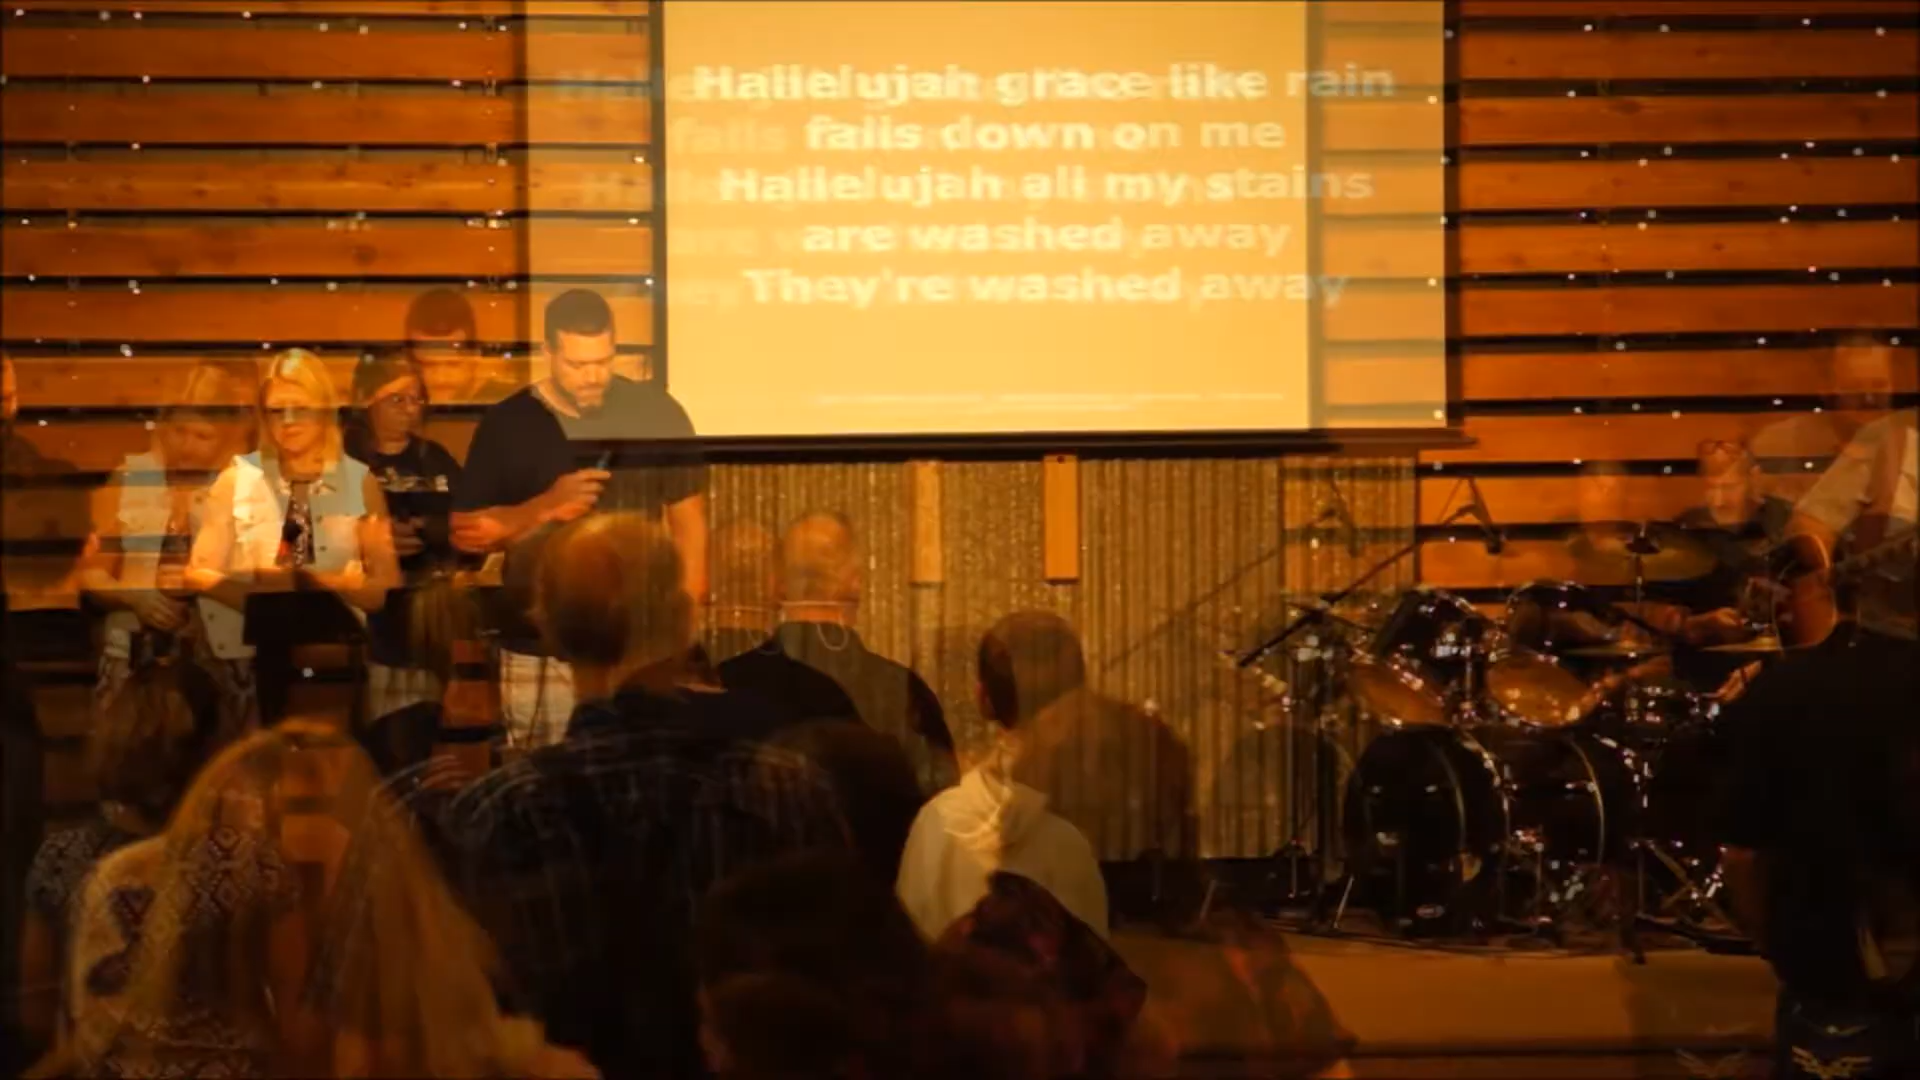 Hallelujah grace like rain
falls down on me
Hallelujah all my stains
are washed away
They're washed away